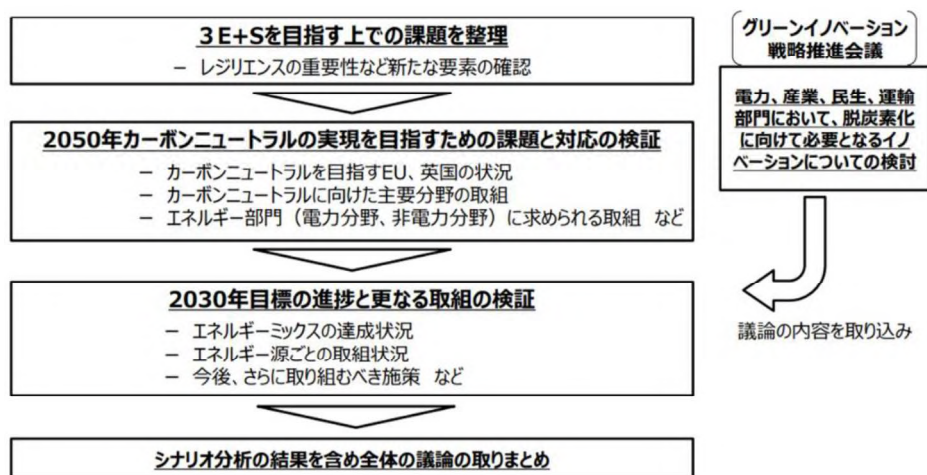 3E+Sを目指す上での課題を整理
− レジリエンスの重要性など新たな要素の確認
2050年カーボンニュートラルの実現を目指すための課題と対応の検証
− カーボンニュートラルを目指すEU、英国の状況
− カーボンニュートラルに向けた主要分野の取組
− エネルギー部門（電力分野、非電力分野）に求められる取組 など
2030年目標の進捗と更なる取組の検証
− エネルギーミックスの達成状況
− エネルギー源ごとの取組状況
− 今後、さらに取り組むべき施策 など
シナリオ分析の結果を含め全体の議論の取りまとめ
グリーンイノベーション
戦略推進会議
電力、産業、民生、運輸
部門において、脱炭素化
に向けて必要となるイノ
ベーションについての検討
議論の内容を取り込み